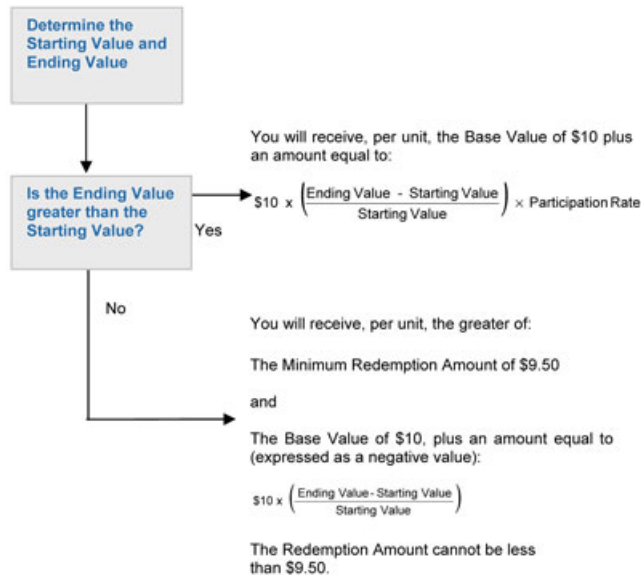 Determine the
Starting Value and
Ending Value
You will receive, per unit, the Base Value of $10 plus
an amount equal to:
Is the Ending Value
greater than the
Starting Value?
Yes
$10 x (Ending Value - Starting Value / Starting Value) × Participation Rate
No
You will receive, per unit, the greater of:
The Minimum Redemption Amount of $9.50
and
The Base Value of $10, plus an amount equal to
(expressed as a negative value):
$10 x (Ending Value - Starting Value / Starting Value)
The Redemption Amount cannot be less
than $9.50.